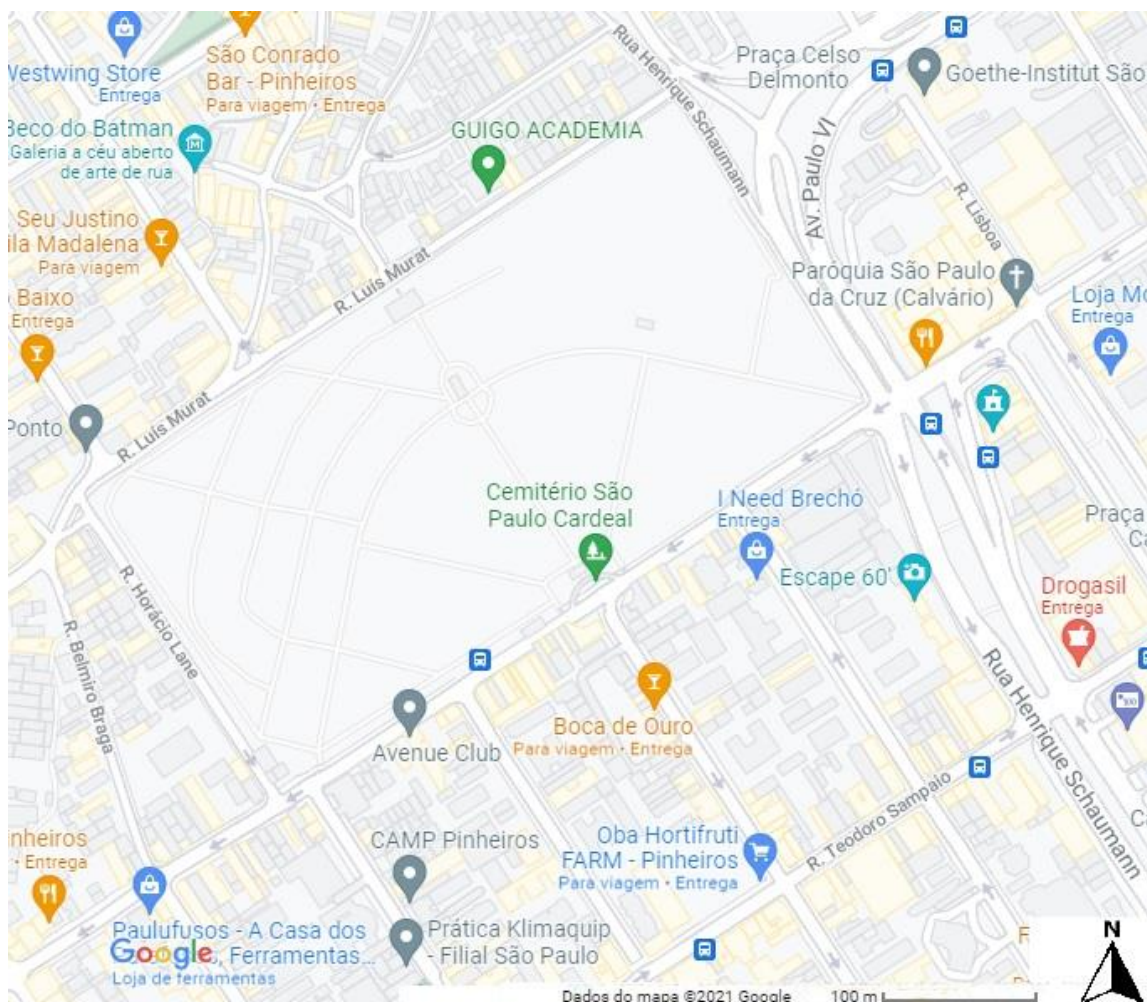 São Conrado
Bar - Pinheiros
Para viagem • Entrega
Westwing Store
Entrega
Rua Henrique Schaumann
Praça Celso
Delmonto
Goethe-Institut São
Beco do Batman
Galeria a céu aberto
de arte de rua
GUIGO ACADEMIA
Av. Paulo VI
R. Lisboa
Seu Justino
Vila Madalena
Para viagem
R. Luís Murat
Paróquia São Paulo
da Cruz (Calvário)
Baixo
Entrega
Loja Mo
Entrega
Ponto
R. Luís Murat
Cemitério São
Paulo Cardeal
I Need Brechó
Entrega
Praça
Ca
Escape 60'
Drogasil
Entrega
R. Horácio Lane
R. Belmiro Braga
Rua Henrique Schaumann
Boca de Ouro
Para viagem • Entrega
Avenue Club
R. Teodoro Sampaio
C
CAMP Pinheiros
Oba Hortifruti
FARM - Pinheiros
Para viagem • Entrega
inheiros
• Entrega
Paulufusos - A Casa dos
Ferramentas...
Loja de ferramentas
Google
Prática Klimaquip
- Filial São Paulo
F
N
Dados do mapa ©2021 Google 100 m